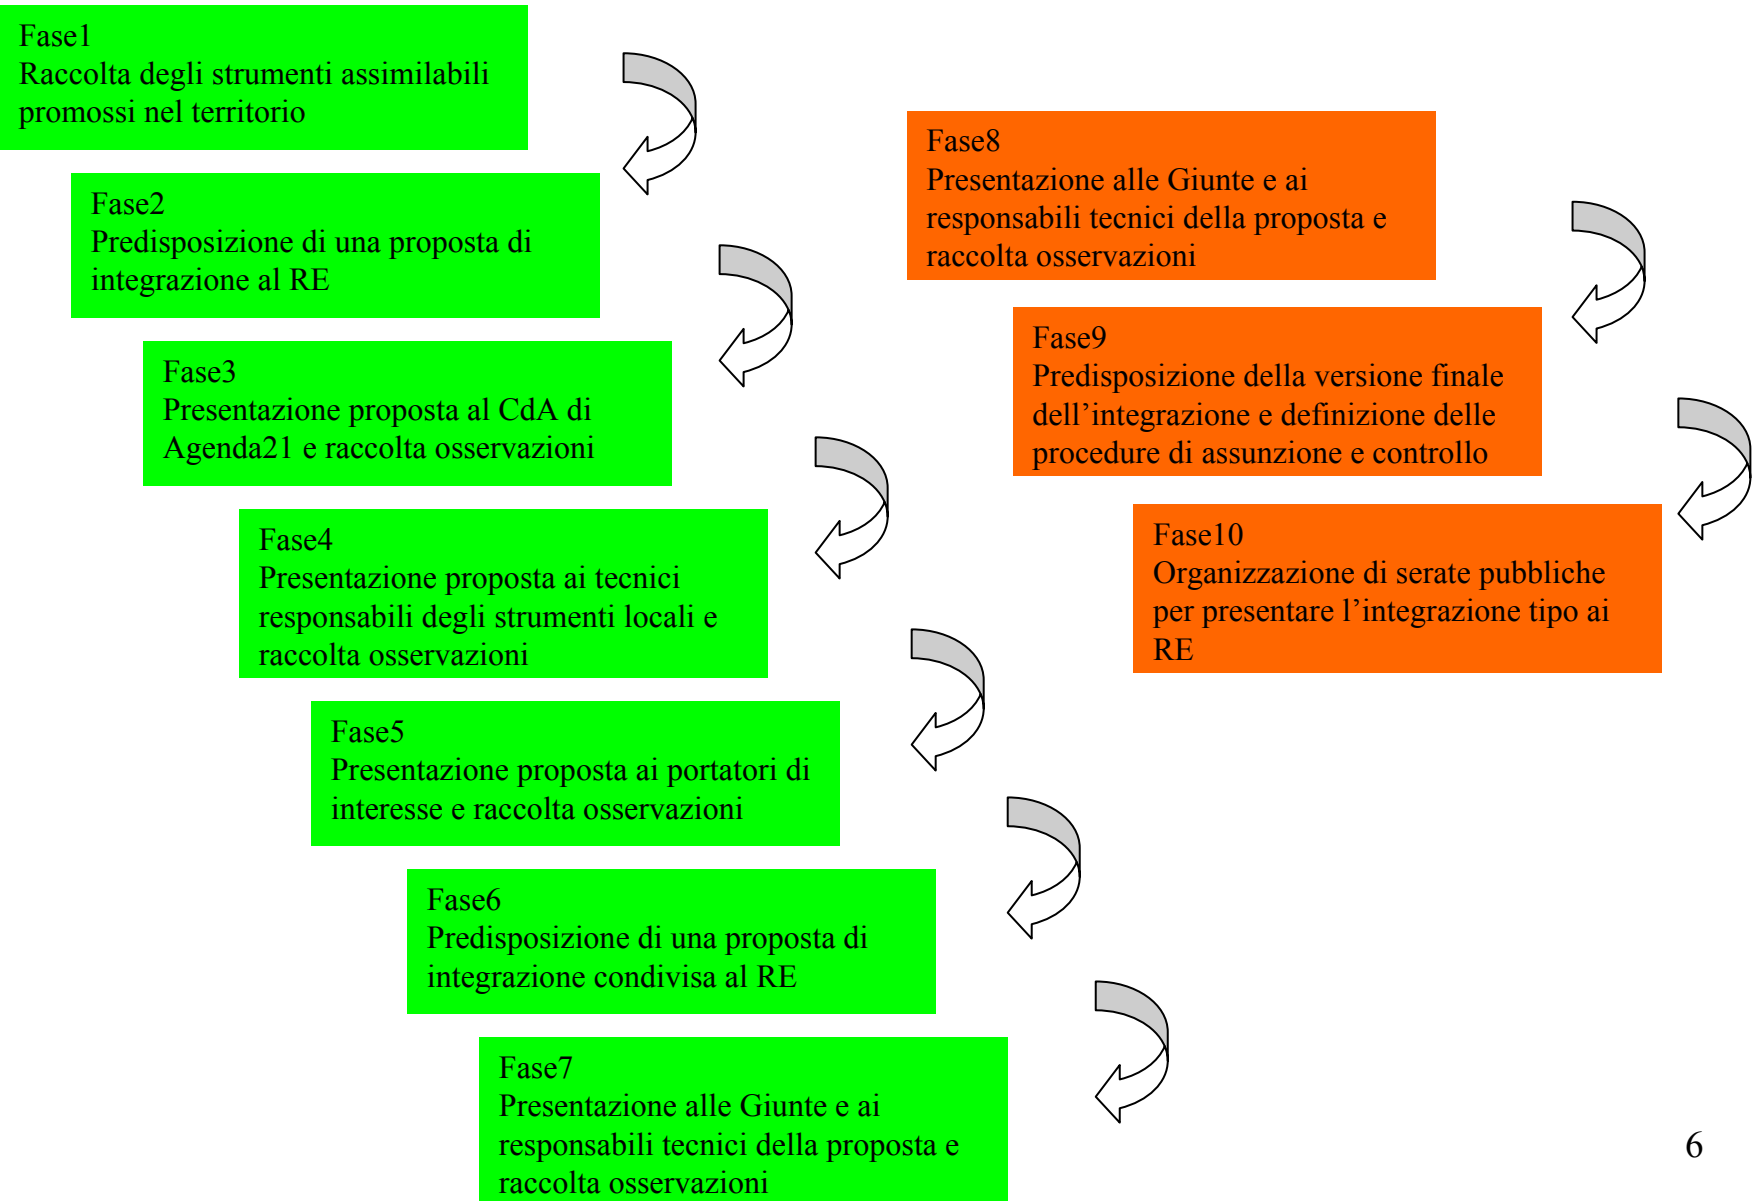 Fase1
Raccolta degli strumenti assimilabili
promossi nel territorio
Fase2
Predisposizione di una proposta di
integrazione al RE
Fase3
Presentazione proposta al CdA di
Agenda21 e raccolta osservazioni
Fase4
Presentazione proposta ai tecnici
responsabili degli strumenti locali e
raccolta osservazioni
Fase5
Presentazione proposta ai portatori di
interesse e raccolta osservazioni
Fase6
Predisposizione di una proposta di
integrazione condivisa al RE
Fase7
Presentazione alle Giunte e ai
responsabili tecnici della proposta e
raccolta osservazioni
Fase8
Presentazione alle Giunte e ai
responsabili tecnici della proposta e
raccolta osservazioni
Fase9
Predisposizione della versione finale
dell’integrazione e definizione delle
procedure di assunzione e controllo
Fase10
Organizzazione di serate pubbliche
per presentare l’integrazione tipo ai
RE
6